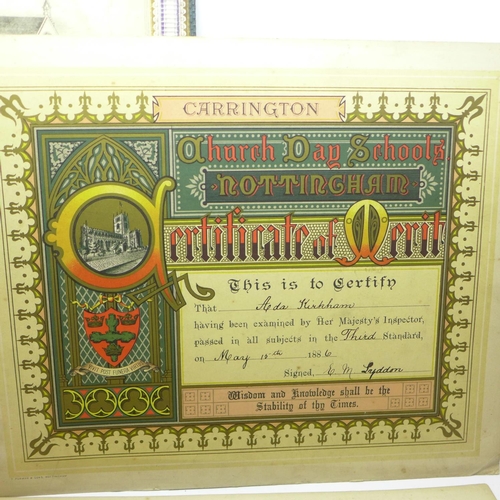 CARRINGTON
Church Day Schools
NOTTINGHAM
Certificate of Merit
This is to Certify
That Ada Kirkham
having been examined by Her Majesty's Inspector,
passed in all subjects in the Third Standard,
on May 10th 1886
Signed, C. M. Lyddon
Wisdom and Knowledge shall be the
Stability of thy Times.